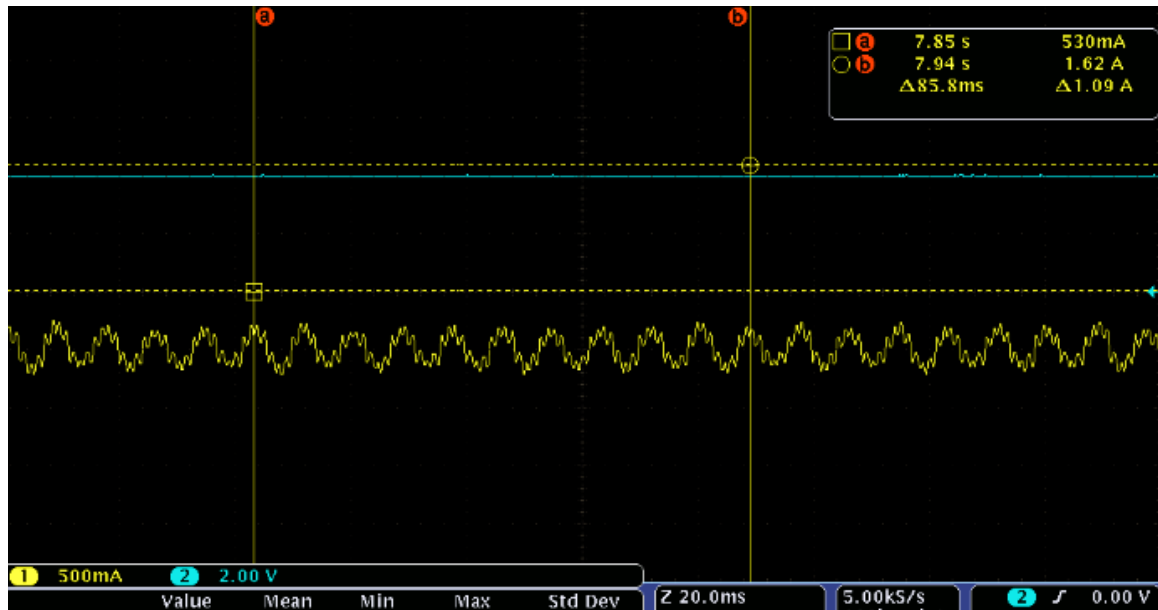 a b
a 7.85 s 530mA
b 7.94 s 1.62 A
Δ85.8ms Δ1.09 A
1 500mA 2 2.00 V
Value Mean Min Max Std Dev
Z 20.0ms 5.00kS/s 2 0.00 V